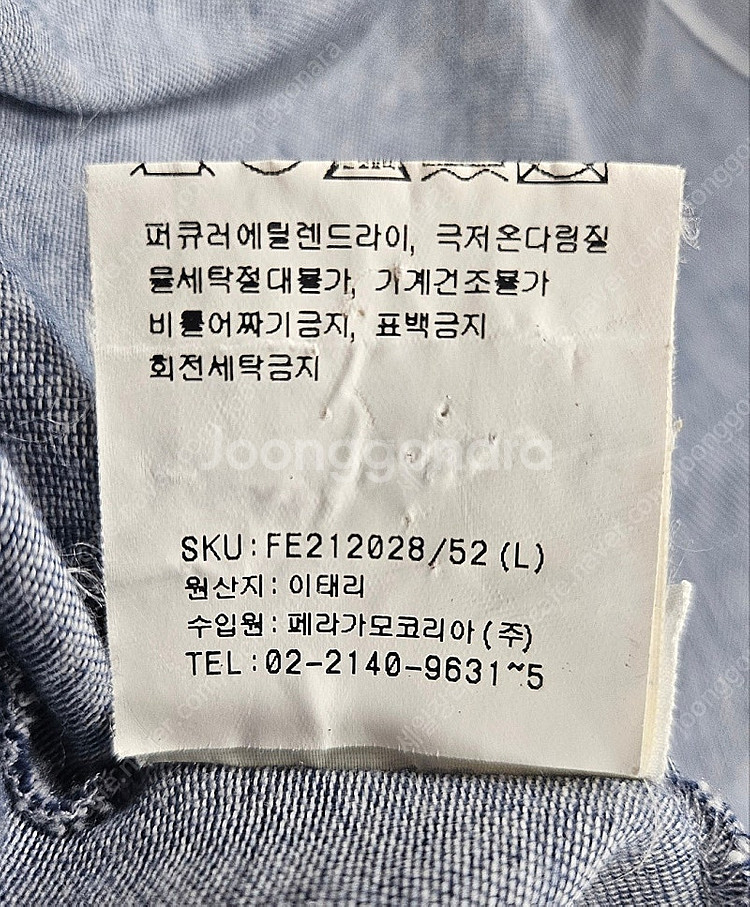 퍼큐러에틸렌드라이, 극저온다림질
물세탁절대불가, 기계건조불가
비틀어짜기금지, 표백금지
회전세탁금지
Joonggonara
SKU:FE212028/52(L)
원산지: 이태리
수입원: 페라가모코리아(주)
TEL:02-2140-9631~5